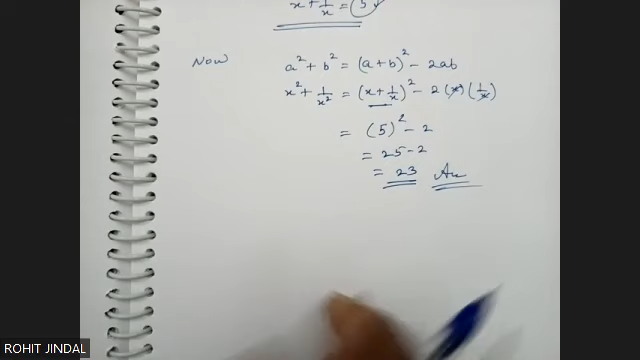 x + 1/x = 5
Now a² + b² = (a + b)² - 2ab
x² + 1/x² = (x + 1/x)² - 2(x)(1/x)
= (5)² - 2
= 25 - 2
= 23 An
ROHIT JINDAL